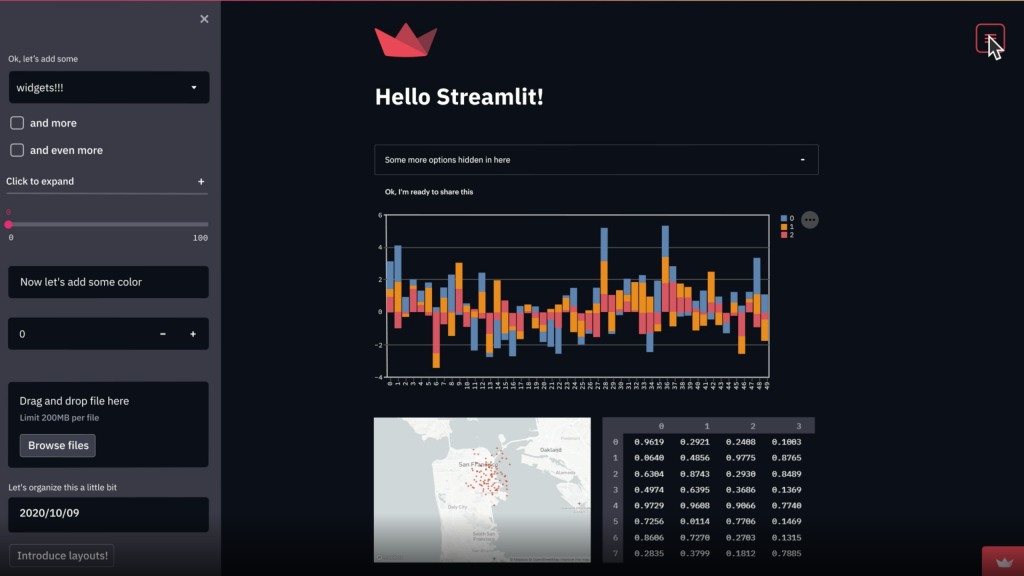 Ok, let's add some
widgets!!!
and more
and even more
Click to expand
0
0 100
Now let's add some color
0
Drag and drop file here
Limit 200MB per file
Browse files
Let's organize this a little bit
2020/10/09
Introduce layouts!
Hello Streamlit!
Some more options hidden in here
Ok, I'm ready to share this
6
4
2
0
−2
−4
0 1 2 3 4 5 6 7 8 9 10 11 12 13 14 15 16 17 18 19 20 21 22 23 24 25 26 27 28 29 30 31 32 33 34 35 36 37 38 39 40 41 42 43 44 45 46 47 48 49
0
1
2
San Francisco
Oakland
Alameda
Daly City
South San
Francisco
0 1 2 3
0 0.9619 0.2921 0.2408 0.1003
1 0.0640 0.4856 0.9775 0.8765
2 0.6304 0.8743 0.2930 0.8489
3 0.4974 0.6395 0.3686 0.1369
4 0.9729 0.9608 0.9066 0.7740
5 0.7256 0.0114 0.7706 0.1469
6 0.8606 0.7270 0.2703 0.1315
7 0.2835 0.3799 0.1812 0.7885